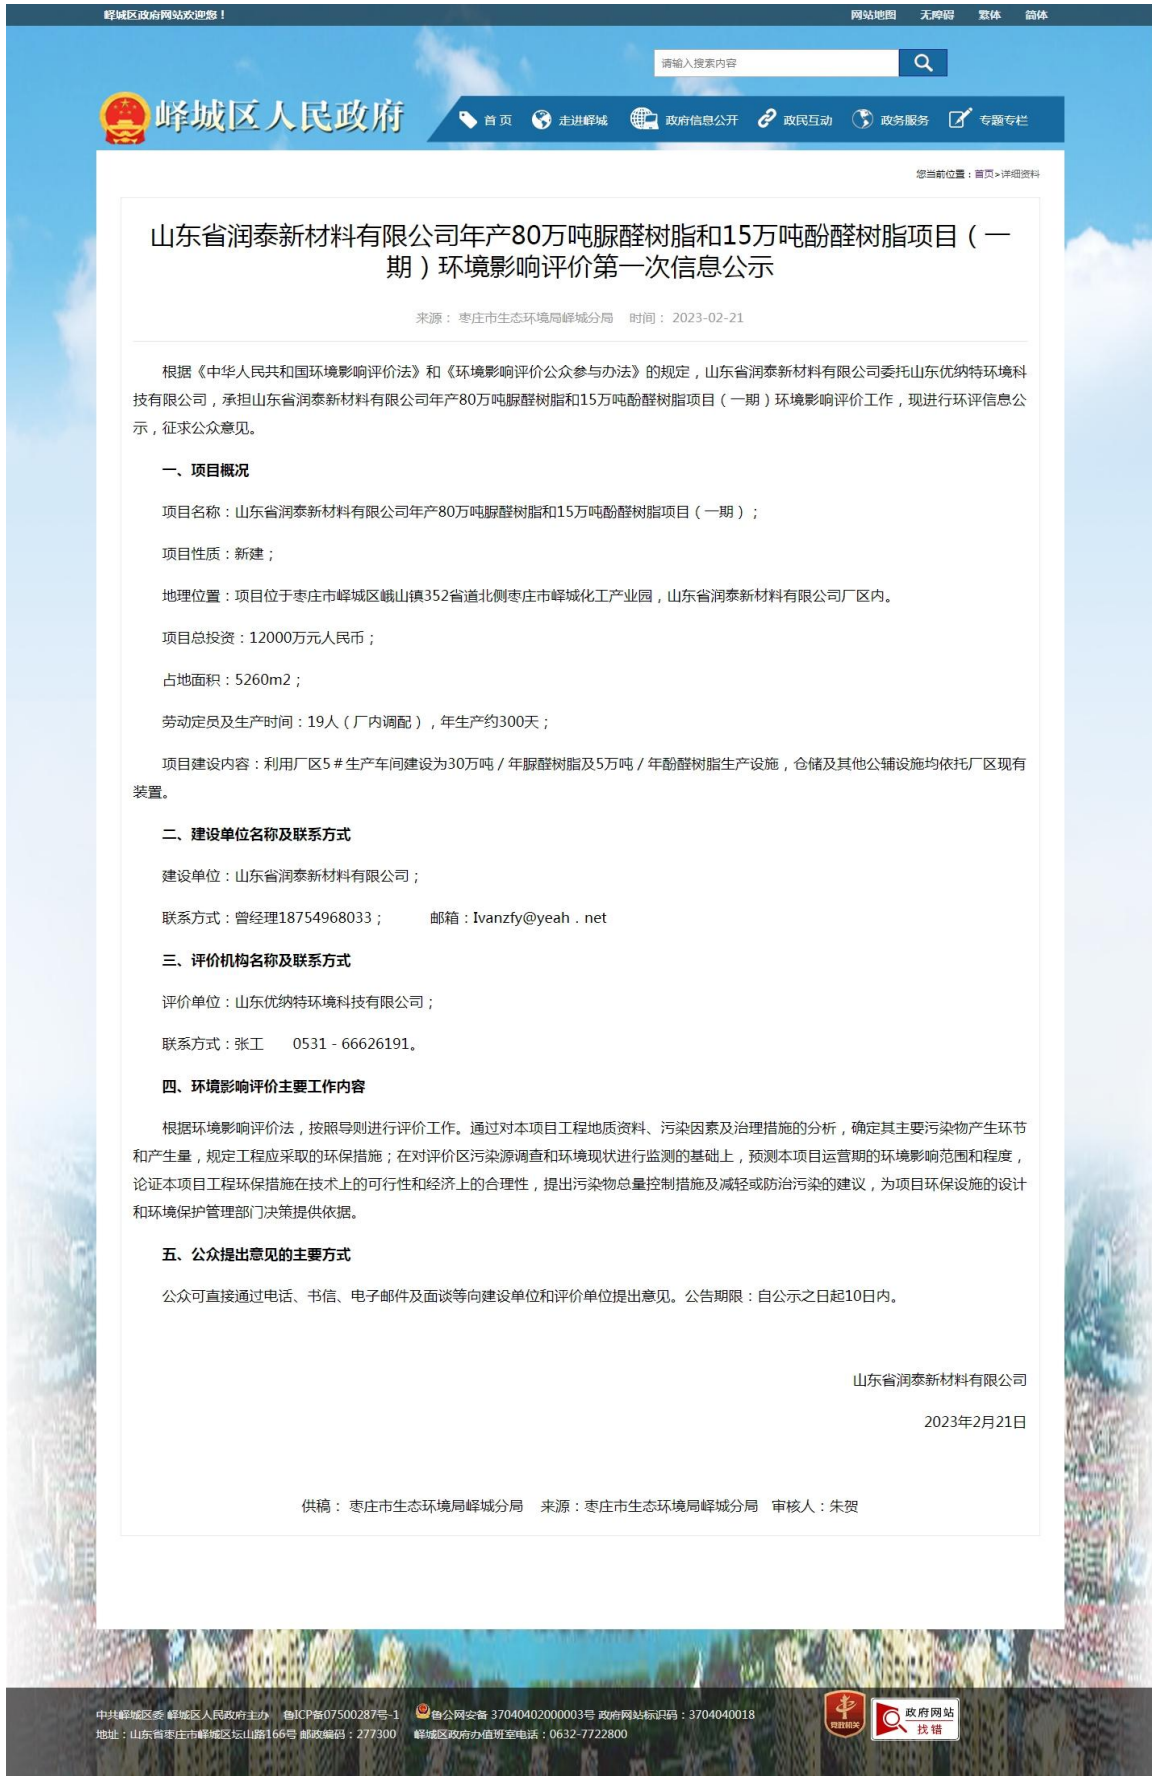 峄城区政府网站欢迎您！
网站地图 无障碍 繁体 简体
请输入搜索内容
峄城区人民政府
首页 走进峄城 政府信息公开 政民互动 政务服务 专题专栏
您当前位置：首页>详细资料
山东省润泰新材料有限公司年产80万吨脲醛树脂和15万吨酚醛树脂项目（一
期）环境影响评价第一次信息公示
来源： 枣庄市生态环境局峄城分局 时间： 2023-02-21
根据《中华人民共和国环境影响评价法》和《环境影响评价公众参与办法》的规定，山东省润泰新材料有限公司委托山东优纳特环境科
技有限公司，承担山东省润泰新材料有限公司年产80万吨脲醛树脂和15万吨酚醛树脂项目（一期）环境影响评价工作，现进行环评信息公
示，征求公众意见。
一、项目概况
项目名称：山东省润泰新材料有限公司年产80万吨脲醛树脂和15万吨酚醛树脂项目（一期）；
项目性质：新建；
地理位置：项目位于枣庄市峄城区峨山镇352省道北侧枣庄市峄城化工产业园，山东省润泰新材料有限公司厂区内。
项目总投资：12000万元人民币；
占地面积：5260m2；
劳动定员及生产时间：19人（厂内调配），年生产约300天；
项目建设内容：利用厂区5＃生产车间建设为30万吨／年脲醛树脂及5万吨／年酚醛树脂生产设施，仓储及其他公辅设施均依托厂区现有
装置。
二、建设单位名称及联系方式
建设单位：山东省润泰新材料有限公司；
联系方式：曾经理18754968033； 邮箱：Ivanzfy@yeah．net
三、评价机构名称及联系方式
评价单位：山东优纳特环境科技有限公司；
联系方式：张工 0531－66626191。
四、环境影响评价主要工作内容
根据环境影响评价法，按照导则进行评价工作。通过对本项目工程地质资料、污染因素及治理措施的分析，确定其主要污染物产生环节
和产生量，规定工程应采取的环保措施；在对评价区污染源调查和环境现状进行监测的基础上，预测本项目运营期的环境影响范围和程度，
论证本项目工程环保措施在技术上的可行性和经济上的合理性，提出污染物总量控制措施及减轻或防治污染的建议，为项目环保设施的设计
和环境保护管理部门决策提供依据。
五、公众提出意见的主要方式
公众可直接通过电话、书信、电子邮件及面谈等向建设单位和评价单位提出意见。公告期限：自公示之日起10日内。
山东省润泰新材料有限公司
2023年2月21日
供稿： 枣庄市生态环境局峄城分局 来源：枣庄市生态环境局峄城分局 审核人：朱贺
中共峄城区委 峄城区人民政府主办 鲁ICP备07500287号-1 鲁公网安备 37040402000003号 政府网站标识码：3704040018
地址：山东省枣庄市峄城区坛山路166号 邮政编码：277300 峄城区政府办值班室电话：0632-7722800
党政机关
政府网站
找错